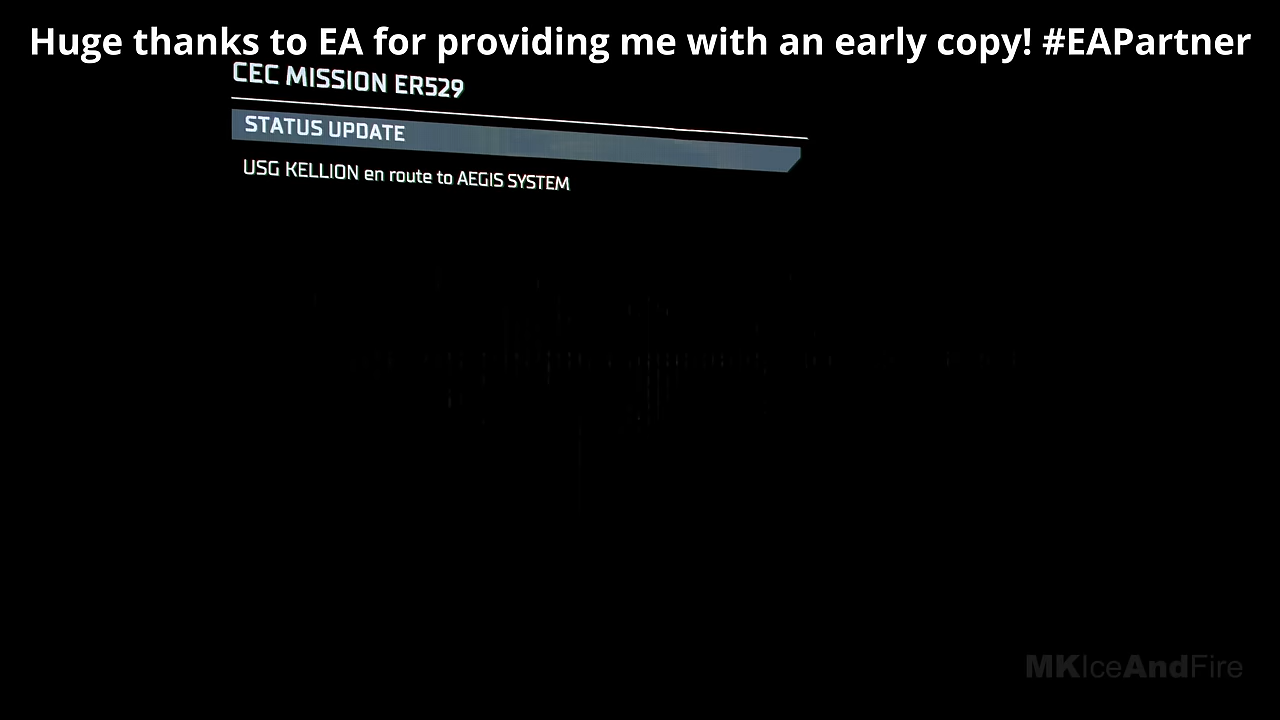 Huge thanks to EA for providing me with an early copy! #EAPartner
CEC MISSION ER529
STATUS UPDATE
USG KELLION en route to AEGIS SYSTEM
MKIceAndFire